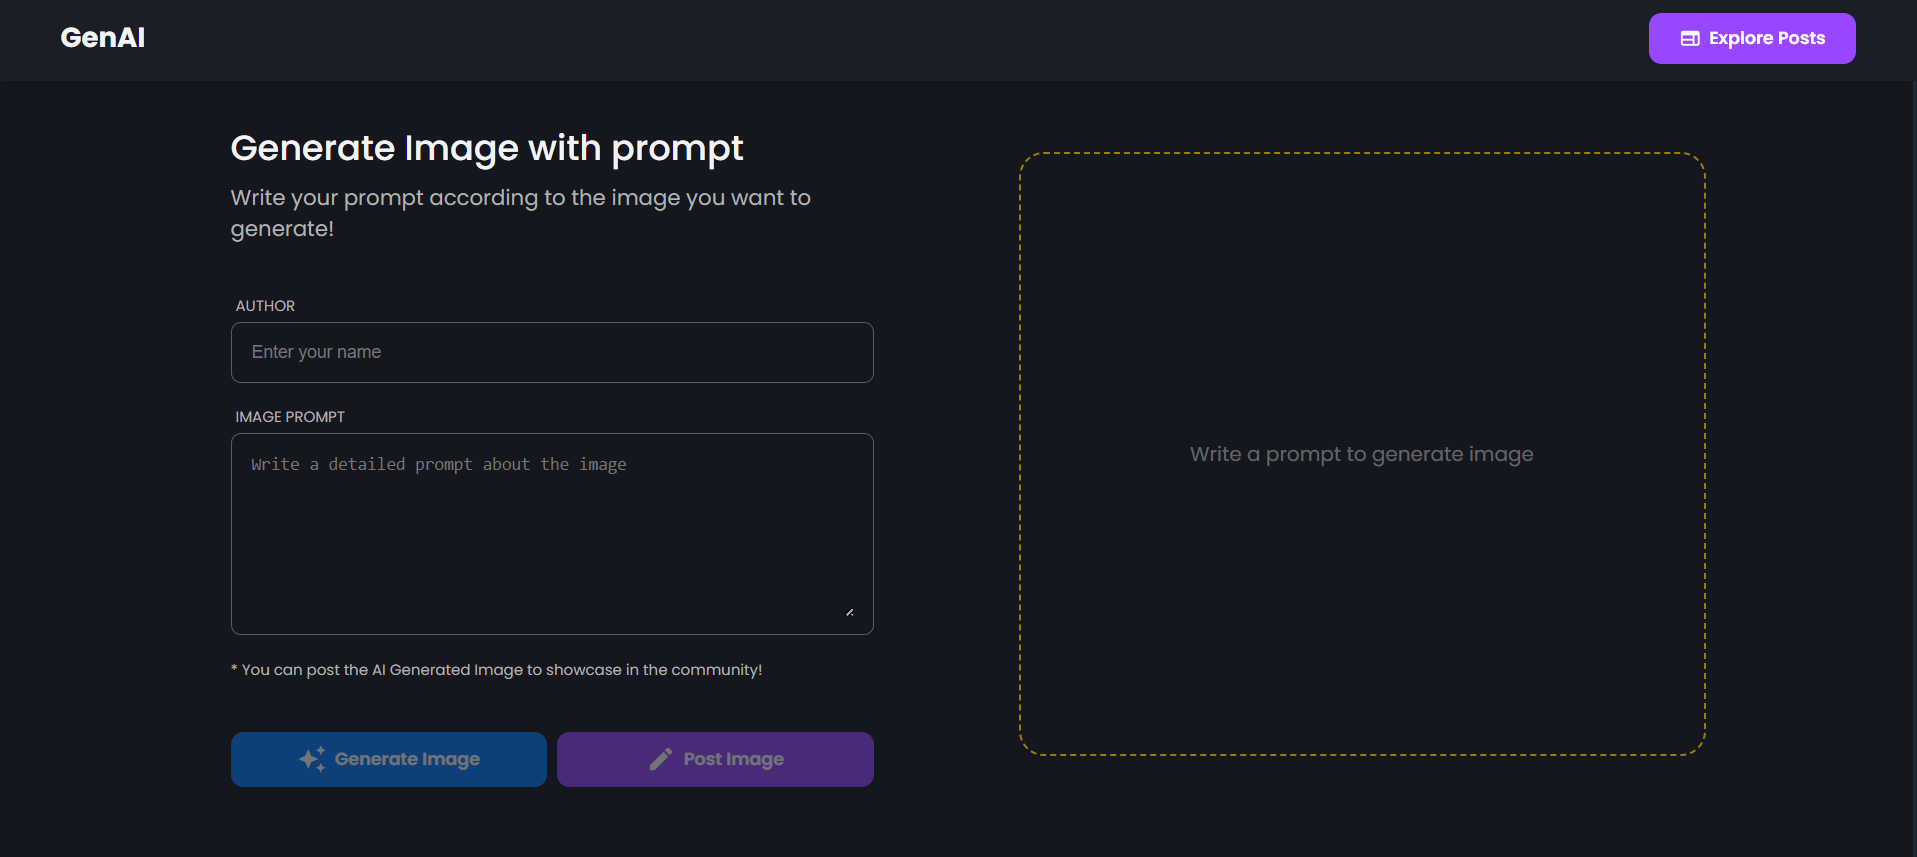 GenAI
Explore Posts
Generate Image with prompt
Write your prompt according to the image you want to
generate!
AUTHOR
Enter your name
IMAGE PROMPT
Write a detailed prompt about the image
* You can post the AI Generated Image to showcase in the community!
Generate Image
Post Image
Write a prompt to generate image